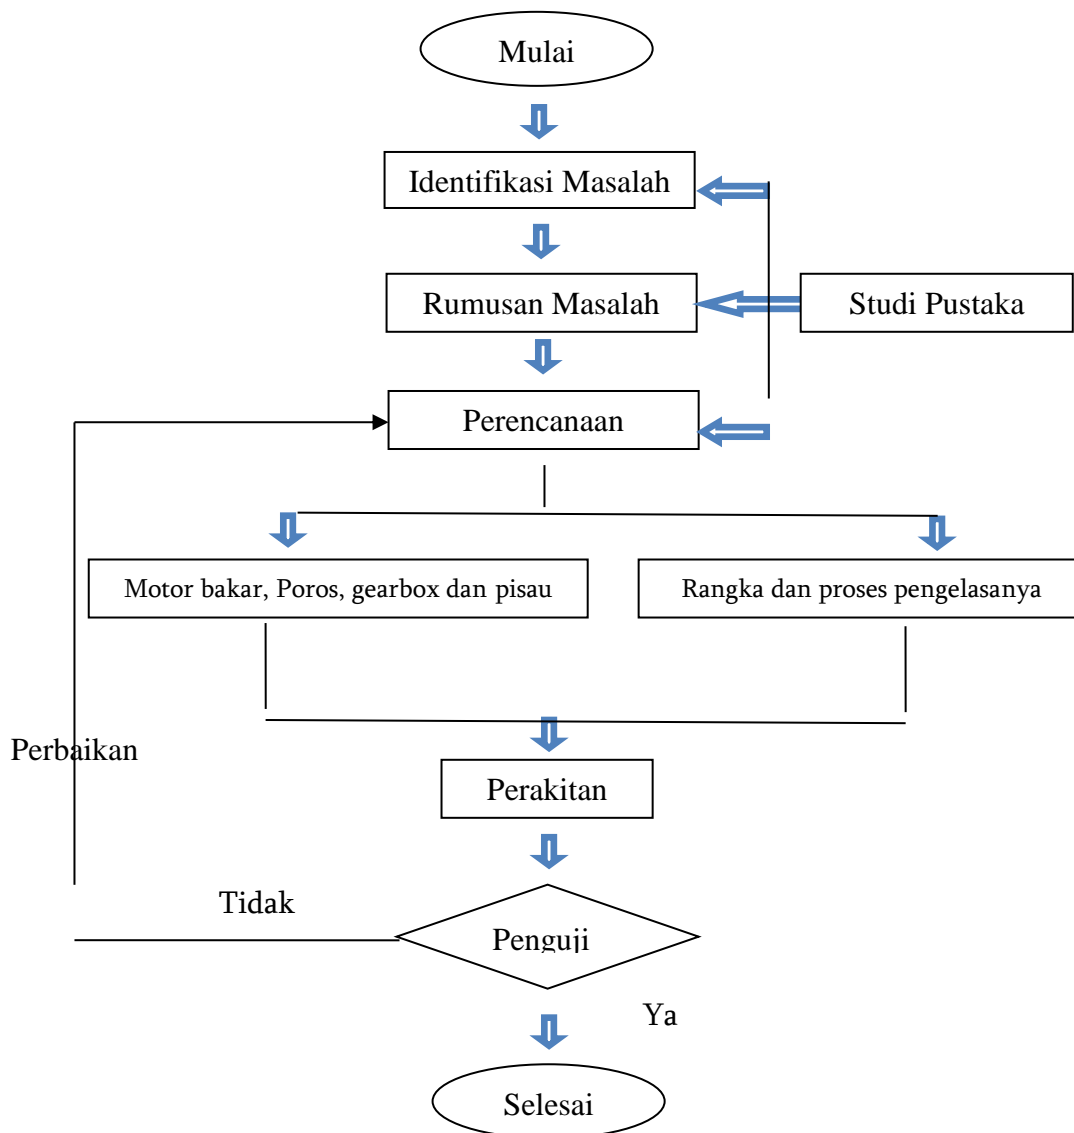 Mulai
Identifikasi Masalah
Rumusan Masalah
Studi Pustaka
Perencanaan
Motor bakar, Poros, gearbox dan pisau
Rangka dan proses pengelasanya
Perbaikan
Perakitan
Tidak
Penguji
Ya
Selesai